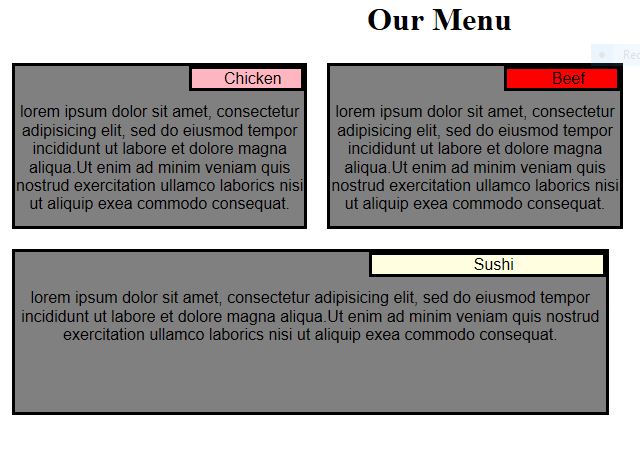 Our Menu
Rec
Chicken
lorem ipsum dolor sit amet, consectetur
adipisicing elit, sed do eiusmod tempor
incididunt ut labore et dolore magna
aliqua.Ut enim ad minim veniam quis
nostrud exercitation ullamco laborics nisi
ut aliquip exea commodo consequat.
Beef
lorem ipsum dolor sit amet, consectetur
adipisicing elit, sed do eiusmod tempor
incididunt ut labore et dolore magna
aliqua.Ut enim ad minim veniam quis
nostrud exercitation ullamco laborics nisi
ut aliquip exea commodo consequat.
Sushi
lorem ipsum dolor sit amet, consectetur adipisicing elit, sed do eiusmod tempor
incididunt ut labore et dolore magna aliqua.Ut enim ad minim veniam quis nostrud
exercitation ullamco laborics nisi ut aliquip exea commodo consequat.